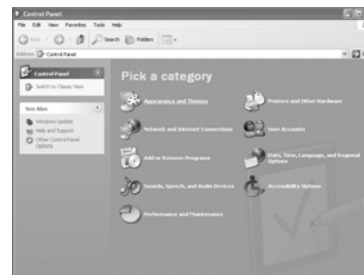 Control Panel
File Edit View Favorites Tools Help
Back Search Folders
Address Control Panel
Control Panel
Switch to Classic View
See Also
Windows Update
Help and Support
Other Control Panel
Options
Pick a category
Appearance and Themes
Printers and Other Hardware
Network and Internet Connections
User Accounts
Add or Remove Programs
Date, Time, Language, and Regional
Options
Sounds, Speech, and Audio Devices
Accessibility Options
Performance and Maintenance